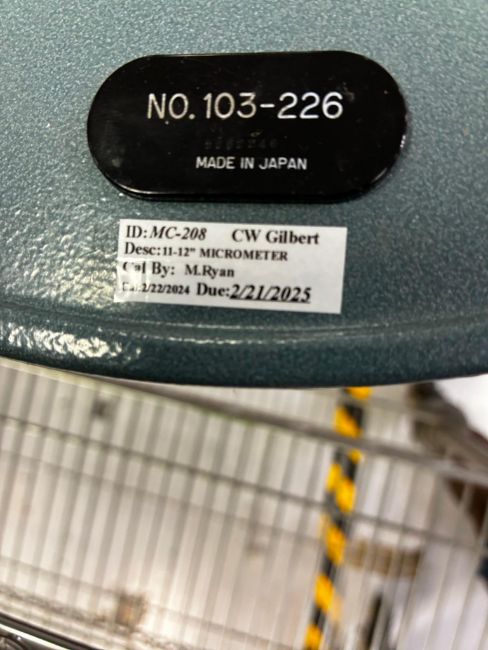 NO. 103-226
MADE IN JAPAN
ID: MC-208 CW Gilbert
Desc: 11-12" MICROMETER
Cal By: M.Ryan
Cal: 2/22/2024 Due: 2/21/2025